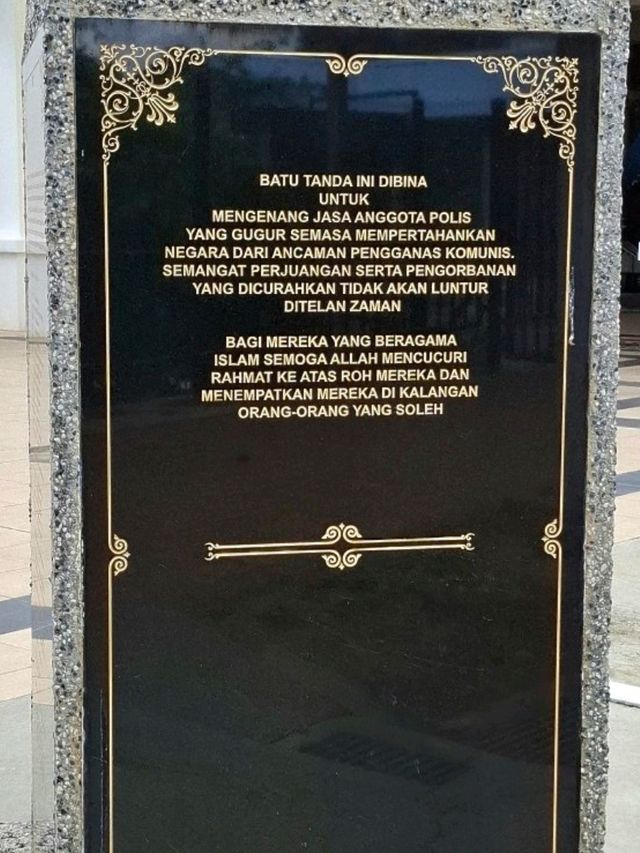 BATU TANDA INI DIBINA
UNTUK
MENGENANG JASA ANGGOTA POLIS
YANG GUGUR SEMASA MEMPERTAHANKAN
NEGARA DARI ANCAMAN PENGGANAS KOMUNIS.
SEMANGAT PERJUANGAN SERTA PENGORBANAN
YANG DICURAHKAN TIDAK AKAN LUNTUR
DITELAN ZAMAN
BAGI MEREKA YANG BERAGAMA
ISLAM SEMOGA ALLAH MENCUCURI
RAHMAT KE ATAS ROH MEREKA DAN
MENEMPATKAN MEREKA DI KALANGAN
ORANG-ORANG YANG SOLEH